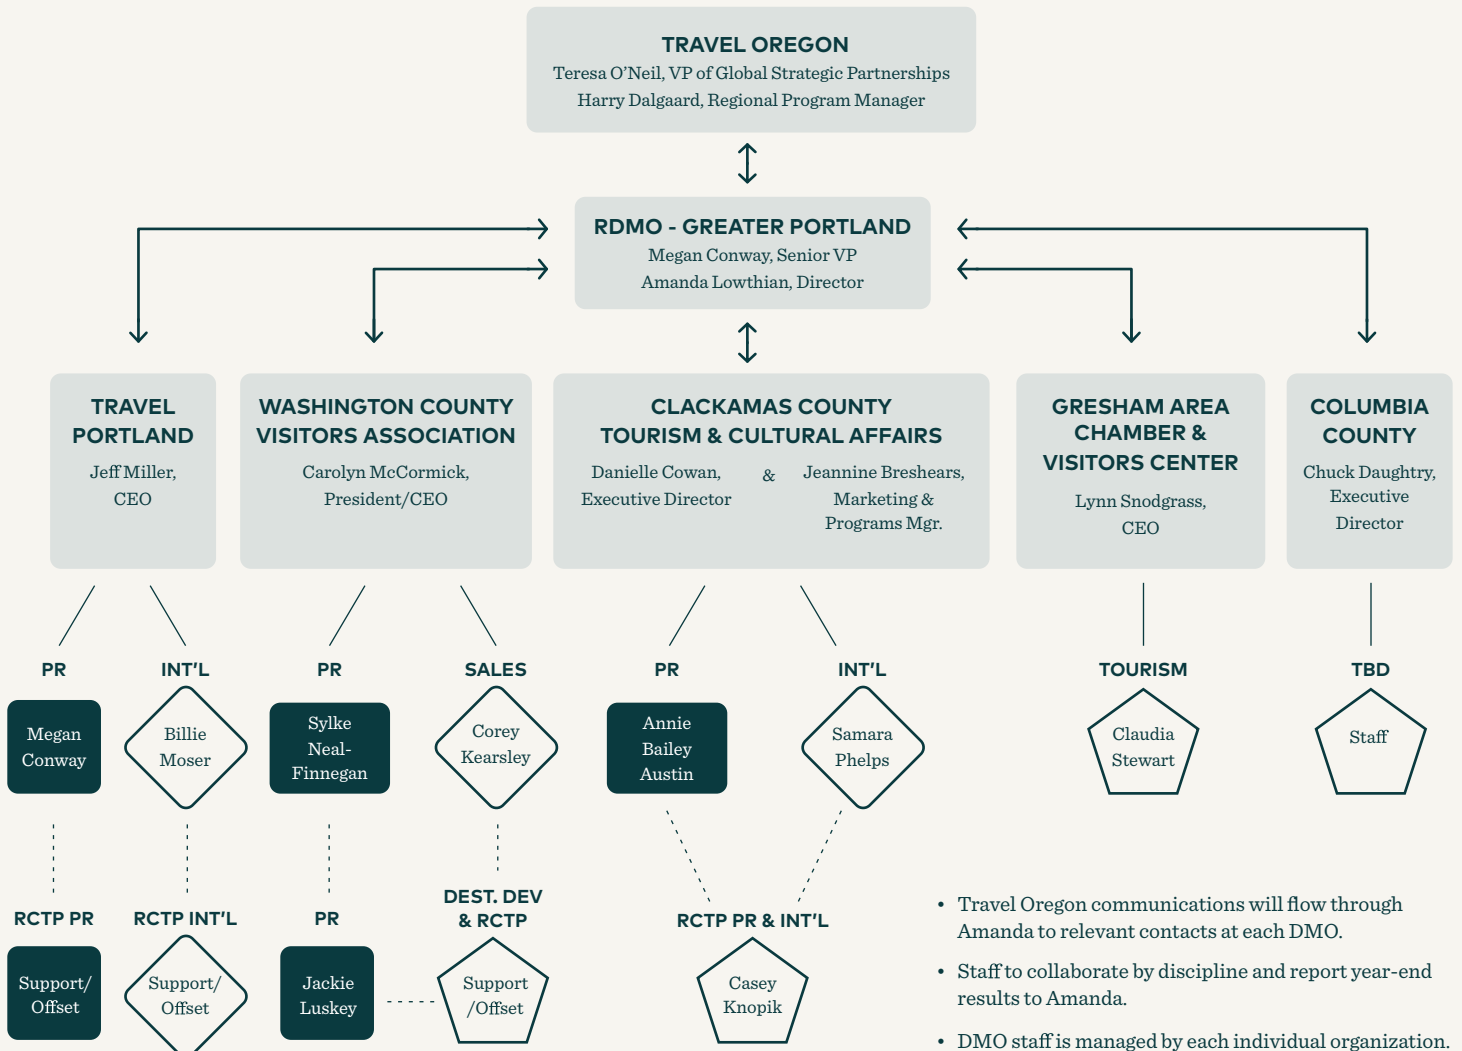 TRAVEL OREGON
Teresa O’Neil, VP of Global Strategic Partnerships
Harry Dalgaard, Regional Program Manager
RDMO - GREATER PORTLAND
Megan Conway, Senior VP
Amanda Lowthian, Director
TRAVEL
PORTLAND
Jeff Miller,
CEO
WASHINGTON COUNTY
VISITORS ASSOCIATION
Carolyn McCormick,
President/CEO
CLACKAMAS COUNTY
TOURISM & CULTURAL AFFAIRS
Danielle Cowan,
Executive Director
&
Jeannine Breshears,
Marketing &
Programs Mgr.
GRESHAM AREA
CHAMBER &
VISITORS CENTER
Lynn Snodgrass,
CEO
COLUMBIA
COUNTY
Chuck Daughtry,
Executive
Director
PR
Megan
Conway
INT’L
Billie
Moser
PR
Sylke
Neal-
Finnegan
SALES
Corey
Kearsley
PR
Annie
Bailey
Austin
INT’L
Samara
Phelps
TOURISM
Claudia
Stewart
TBD
Staff
RCTP PR
Support/
Offset
RCTP INT’L
Support/
Offset
PR
Jackie
Luskey
DEST. DEV
& RCTP
Support
/Offset
RCTP PR & INT’L
Casey
Knopik
• Travel Oregon communications will flow through
Amanda to relevant contacts at each DMO.
• Staff to collaborate by discipline and report year-end
results to Amanda.
• DMO staff is managed by each individual organization.